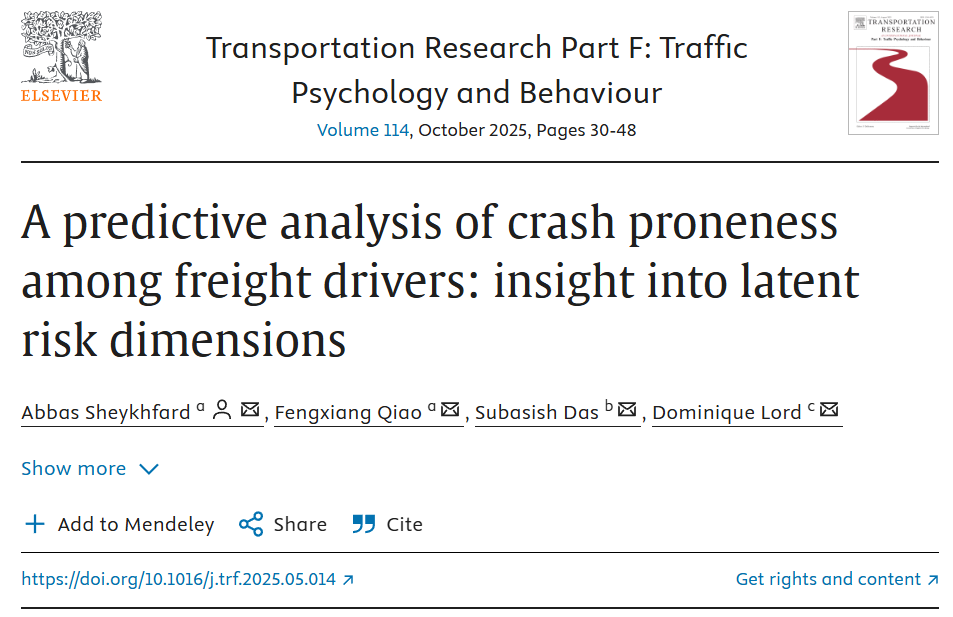 ELSEVIER
Transportation Research Part F: Traffic
Psychology and Behaviour
Volume 114, October 2025, Pages 30-48
TRANSPORTATION
RESEARCH
Part F: Traffic Psychology and Behaviour
A predictive analysis of crash proneness
among freight drivers: insight into latent
risk dimensions
Abbas Sheykhfard a, Fengxiang Qiao a, Subasish Das b, Dominique Lord c
Show more
Add to Mendeley Share Cite
https://doi.org/10.1016/j.trf.2025.05.014 Get rights and content